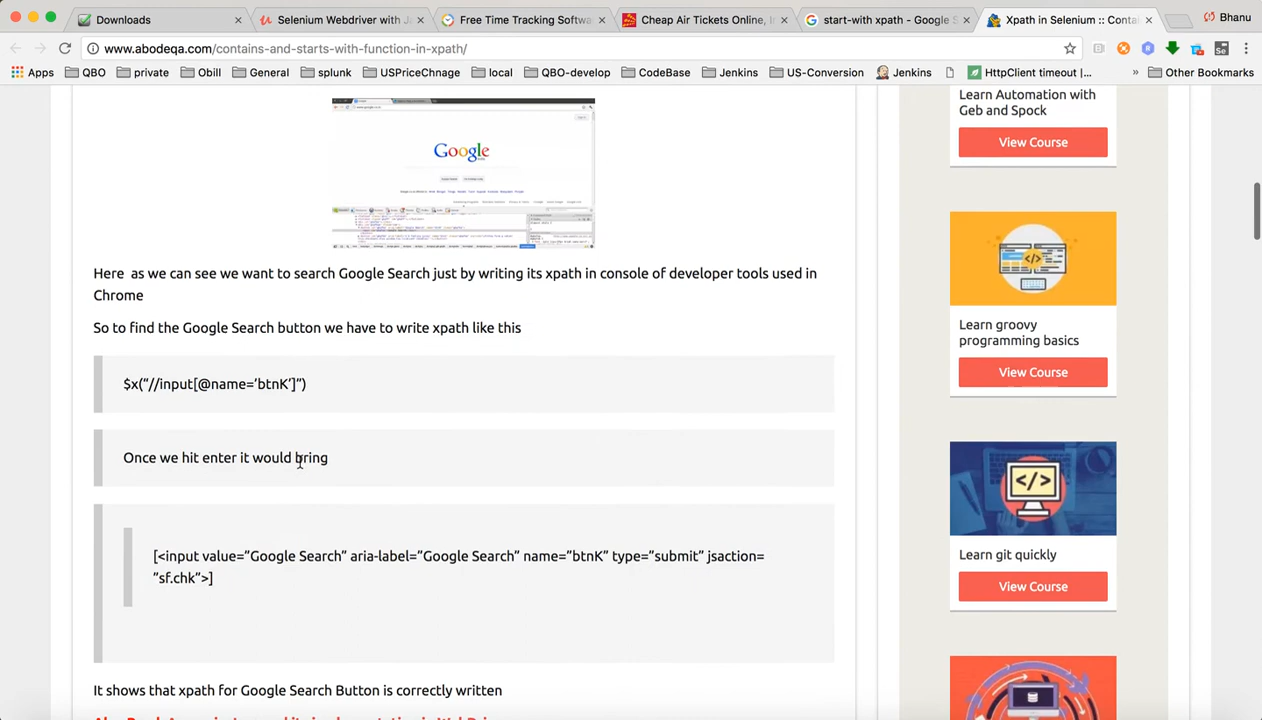 Downloads
Selenium Webdriver with J
Free Time Tracking Softwa
Cheap Air Tickets Online, I
start-with xpath - Google S
Xpath in Selenium :: Conta
Bhanu
www.abodeqa.com/contains-and-starts-with-function-in-xpath/
Apps QBO private Obill General splunk USPriceChnage local QBO-develop CodeBase Jenkins US-Conversion Jenkins HttpClient timeout |... » Other Bookmarks
Google
Here as we can see we want to search Google Search just by writing its xpath in console of developer tools used in
Chrome
So to find the Google Search button we have to write xpath like this
$x("//input[@name='btnK']")
Once we hit enter it would bring
[<input value="Google Search" aria-label="Google Search" name="btnK" type="submit" jsaction=
"sf.chk">]
It shows that xpath for Google Search Button is correctly written
Learn Automation with
Geb and Spock
View Course
Learn groovy
programming basics
View Course
Learn git quickly
View Course